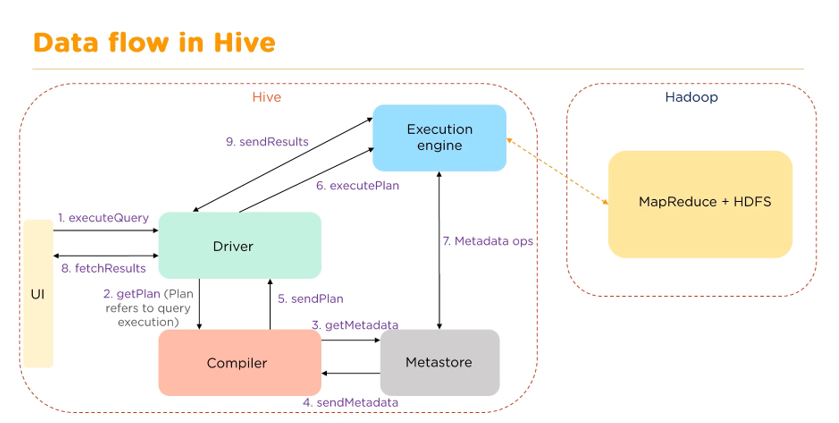 Data flow in Hive
Hive
Hadoop
Execution
engine
9. sendResults
6. executePlan
MapReduce + HDFS
1. executeQuery
Driver
7. Metadata ops
8. fetchResults
UI
2. getPlan (Plan
refers to query
execution)
5. sendPlan
3. getMetadata
Compiler
Metastore
4. sendMetadata